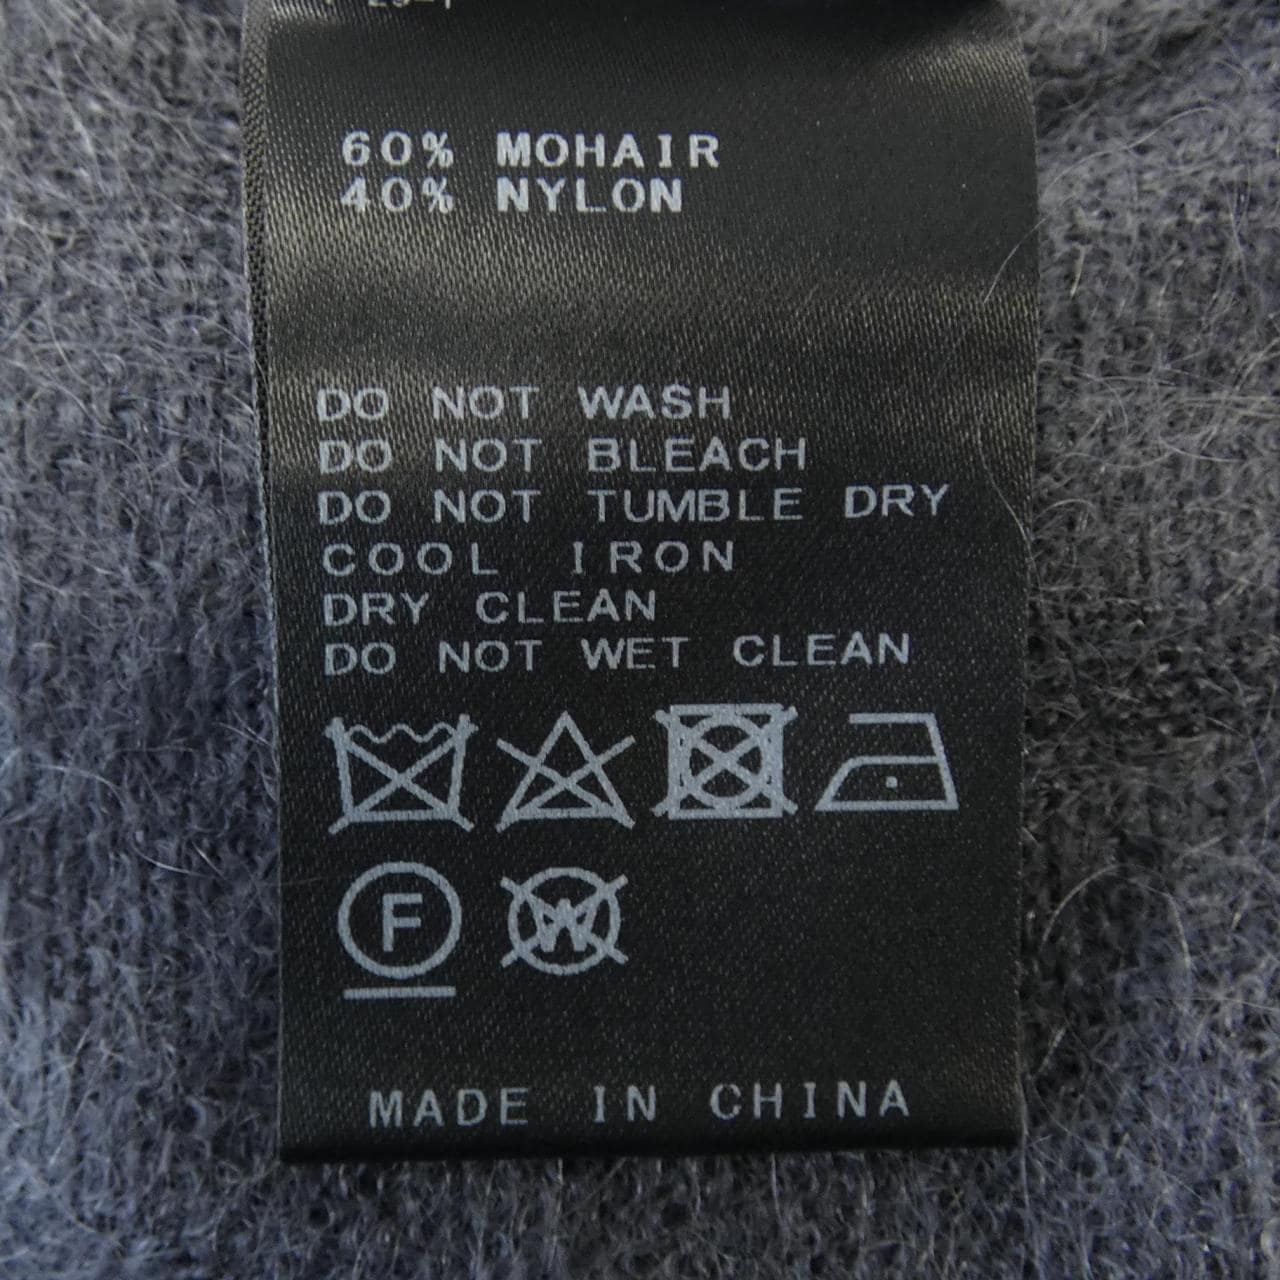 60% MOHAIR
40% NYLON
DO NOT WASH
DO NOT BLEACH
DO NOT TUMBLE DRY
COOL IRON
DRY CLEAN
DO NOT WET CLEAN
F W
MADE IN CHINA